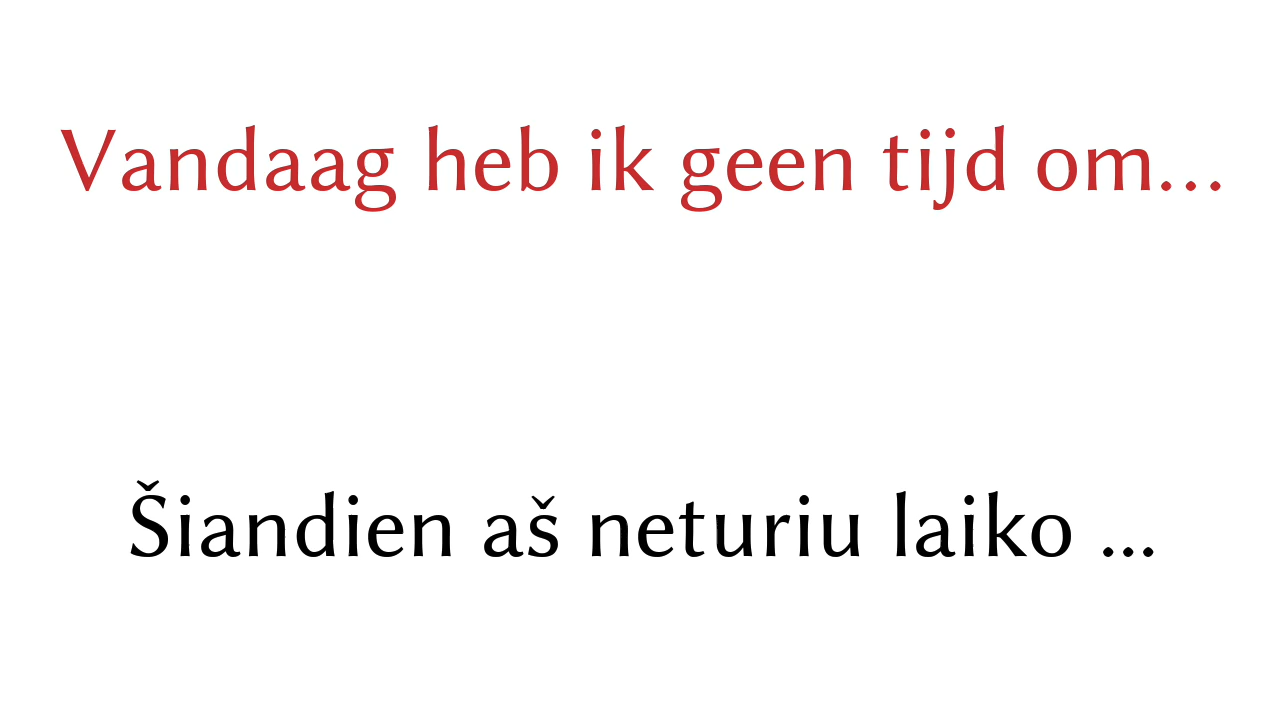 Vandaag heb ik geen tijd om...
Šiandien aš neturiu laiko ...